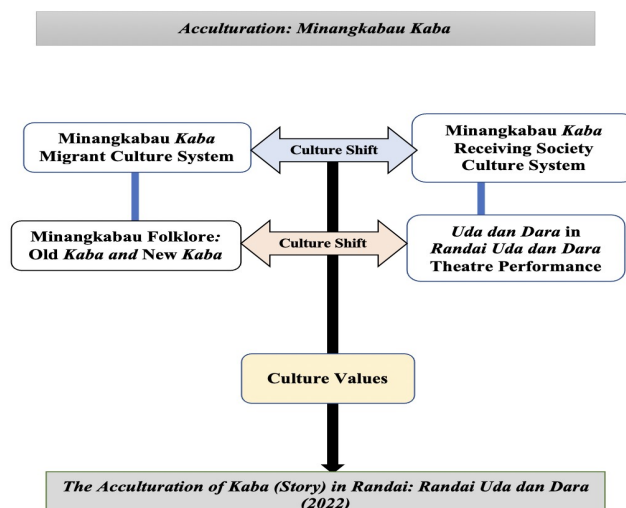 Acculturation: Minangkabau Kaba
Minangkabau Kaba
Migrant Culture System
Culture Shift
Minangkabau Kaba
Receiving Society
Culture System
Minangkabau Folklore:
Old Kaba and New Kaba
Culture Shift
Uda dan Dara in
Randai Uda dan Dara
Theatre Performance
Culture Values
The Acculturation of Kaba (Story) in Randai: Randai Uda dan Dara
(2022)